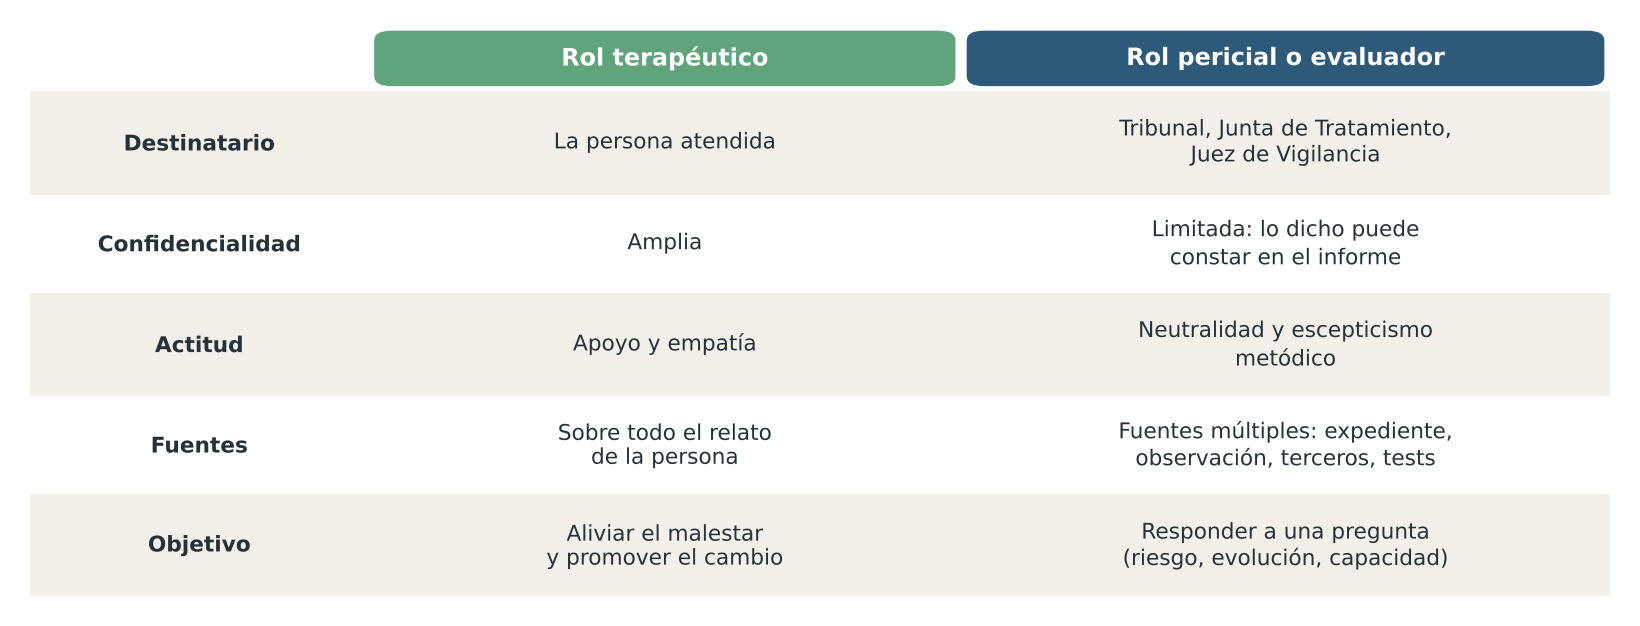 Rol terapéutico
Rol pericial o evaluador
Destinatario
La persona atendida
Tribunal, Junta de Tratamiento,
Juez de Vigilancia
Confidencialidad
Amplia
Limitada: lo dicho puede
constar en el informe
Actitud
Apoyo y empatía
Neutralidad y escepticismo
metódico
Fuentes
Sobre todo el relato
de la persona
Fuentes múltiples: expediente,
observación, terceros, tests
Objetivo
Aliviar el malestar
y promover el cambio
Responder a una pregunta
(riesgo, evolución, capacidad)